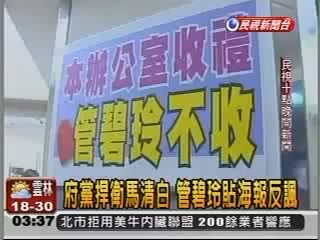 民視新聞台
本辦公室收禮
管碧玲不收
民視十點晚間新聞
雲林
18-30
府黨捍衛馬清白 管碧玲貼海報反諷
03:37
北市拒用美牛內臟聯盟 200餘業者響應